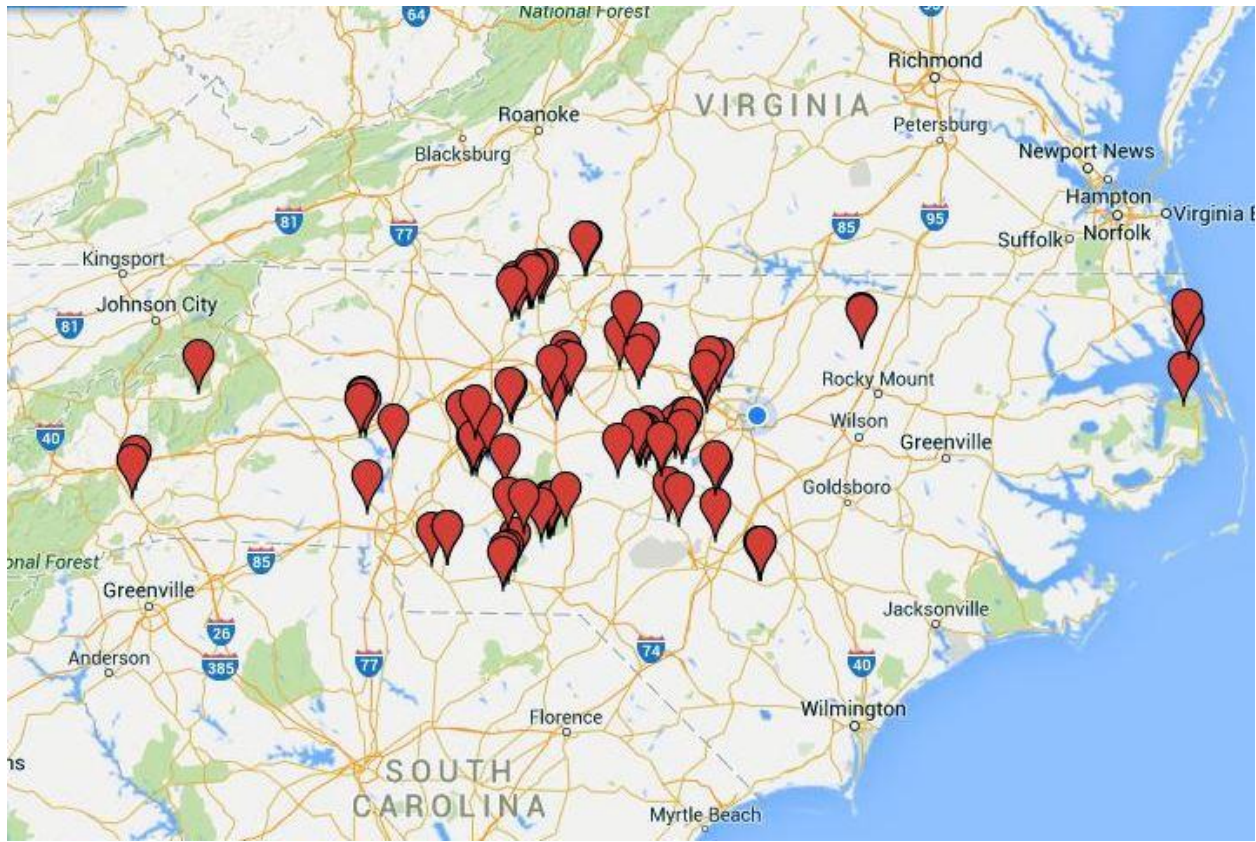 64
95
National Forest
Richmond
Roanoke
VIRGINIA
Petersburg
Blacksburg
Newport News
Hampton
81
77
85
95
Virginia B
Norfolk
Suffolk
Kingsport
Johnson City
81
Rocky Mount
40
Wilson
Greenville
Goldsboro
onal Forest
85
Greenville
Jacksonville
26
Anderson
385
77
74
40
Wilmington
Florence
ns
SOUTH
CAROLINA
Myrtle Beach